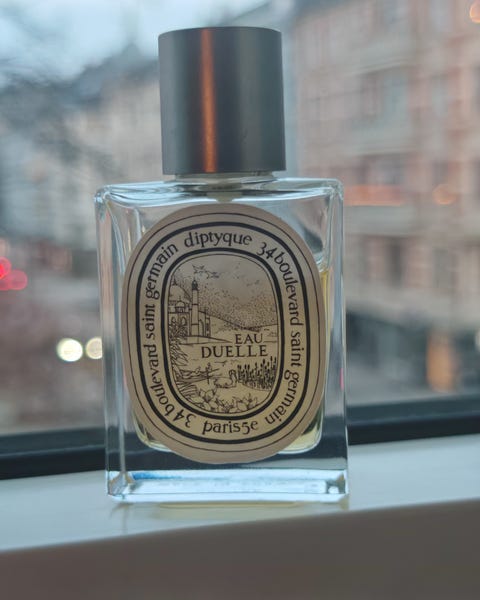 diptyque 34 boulevard saint germain paris5e 34 boulevard saint germain
EAU
DUELLE